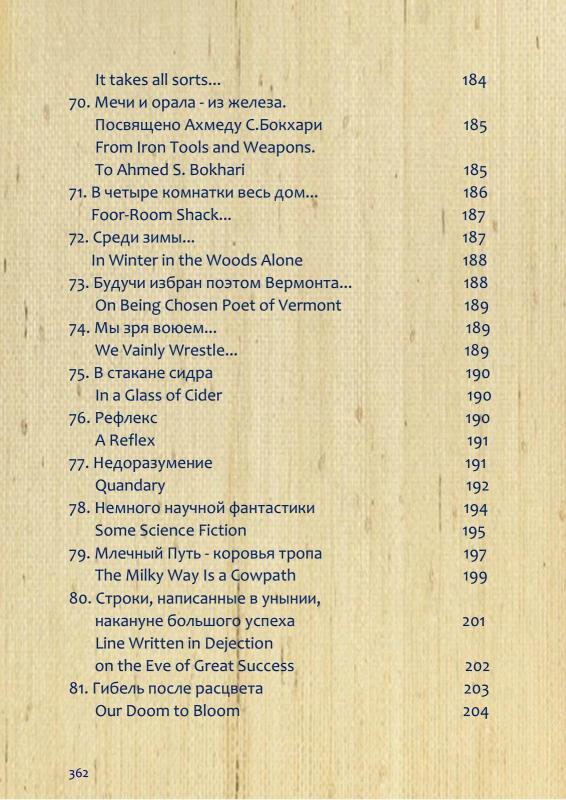 It takes all sorts... 184
70. Мечи и орала - из железа.
Посвящено Ахмеду С.Бокхари 185
From Iron Tools and Weapons.
To Ahmed S. Bokhari 185
71. В четыре комнатки весь дом... 186
Foor-Room Shack... 187
72. Среди зимы... 187
In Winter in the Woods Alone 188
73. Будучи избран поэтом Вермонта... 188
On Being Chosen Poet of Vermont 189
74. Мы зря воюем... 189
We Vainly Wrestle... 189
75. В стакане сидра 190
In a Glass of Cider 190
76. Рефлекс 190
A Reflex 191
77. Недоразумение 191
Quandary 192
78. Немного научной фантастики 194
Some Science Fiction 195
79. Млечный Путь - коровья тропа 197
The Milky Way Is a Cowpath 199
80. Строки, написанные в унынии,
накануне большого успеха 201
Line Written in Dejection
on the Eve of Great Success 202
81. Гибель после расцвета 203
Our Doom to Bloom 204
362